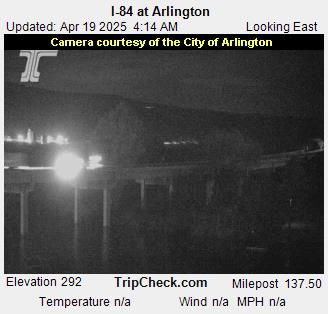 I-84 at Arlington
Updated: Apr 19 2025 4:14 AM Looking East
Camera courtesy of the City of Arlington
Elevation 292 TripCheck.com Milepost 137.50
Temperature n/a Wind n/a MPH n/a